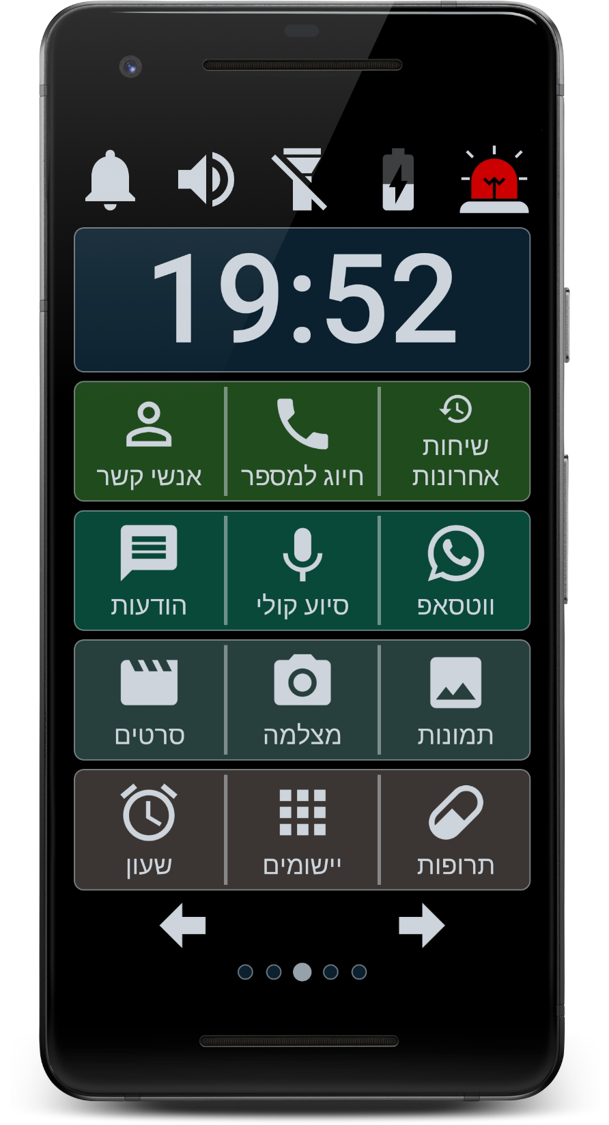 19:52
שיחות
אחרונות
חיוג למספר
אנשי קשר
ווטסאפ
סיוע קולי
הודעות
תמונות
מצלמה
סרטים
תרופות
יישומים
שעון